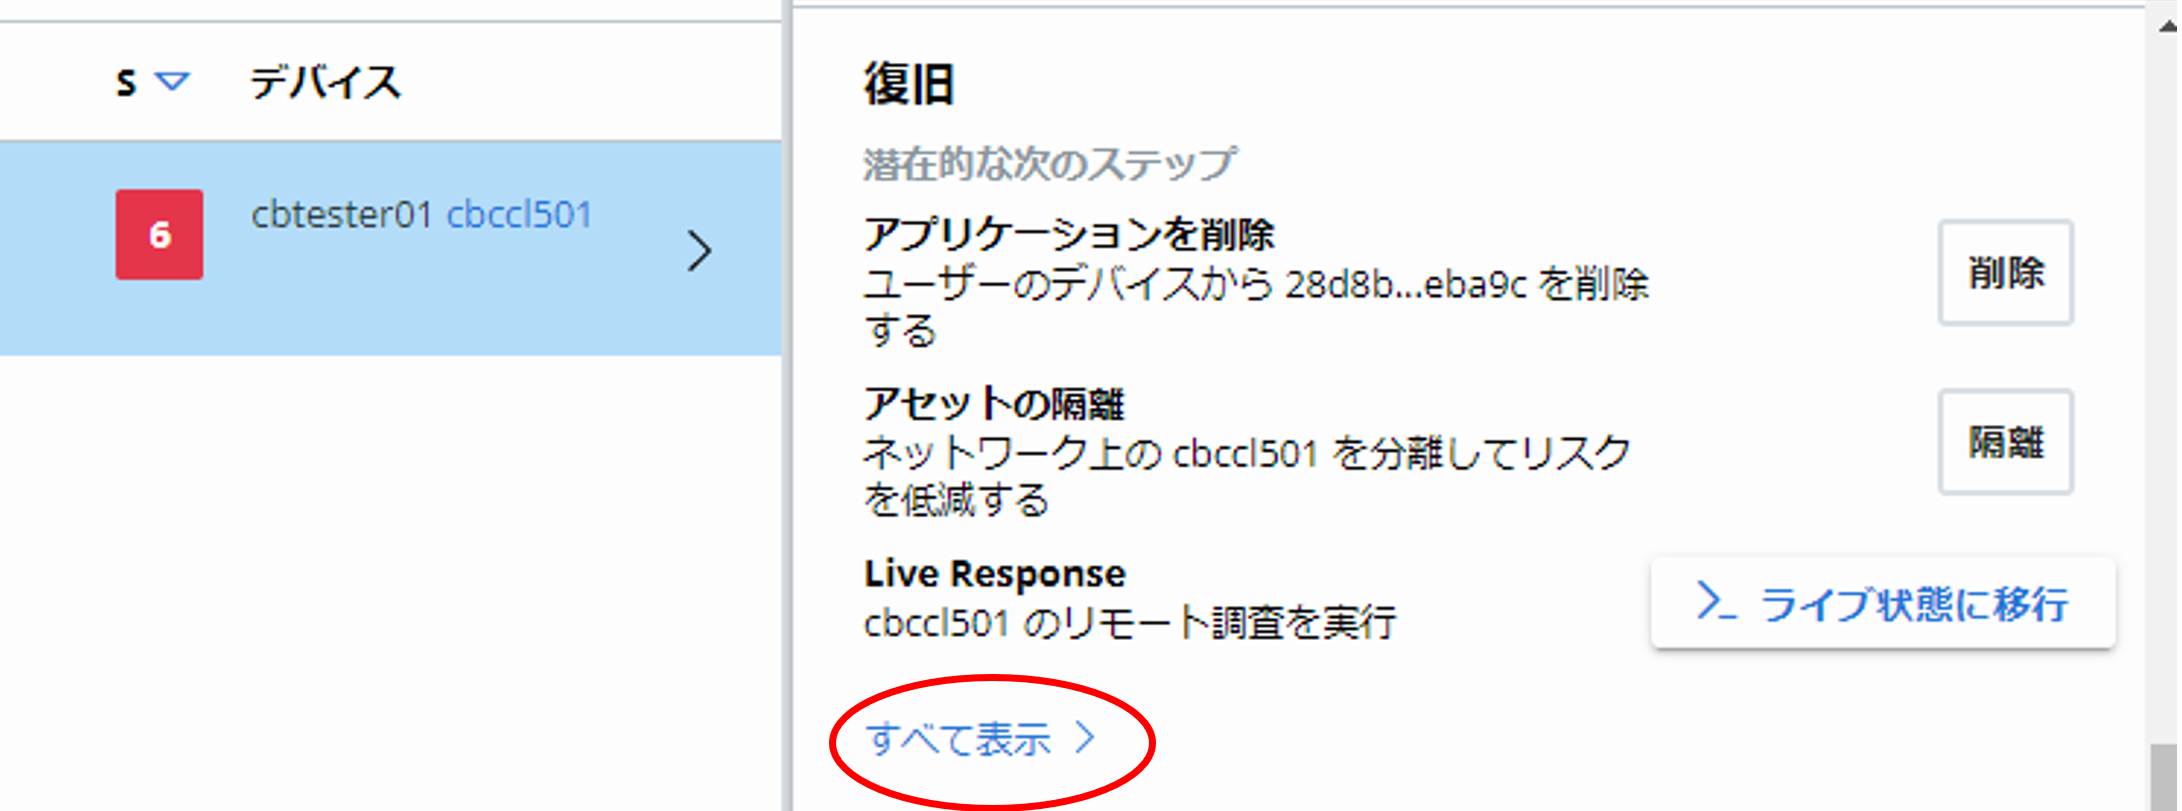 S デバイス
6 cbtester01 cbccl501
復旧
潜在的な次のステップ
アプリケーションを削除
ユーザーのデバイスから 28d8b...eba9c を削除
する
削除
アセットの隔離
ネットワーク上の cbccl501 を分離してリスク
を低減する
隔離
Live Response
cbccl501 のリモート調査を実行
>_ ライブ状態に移行
すべて表示 >